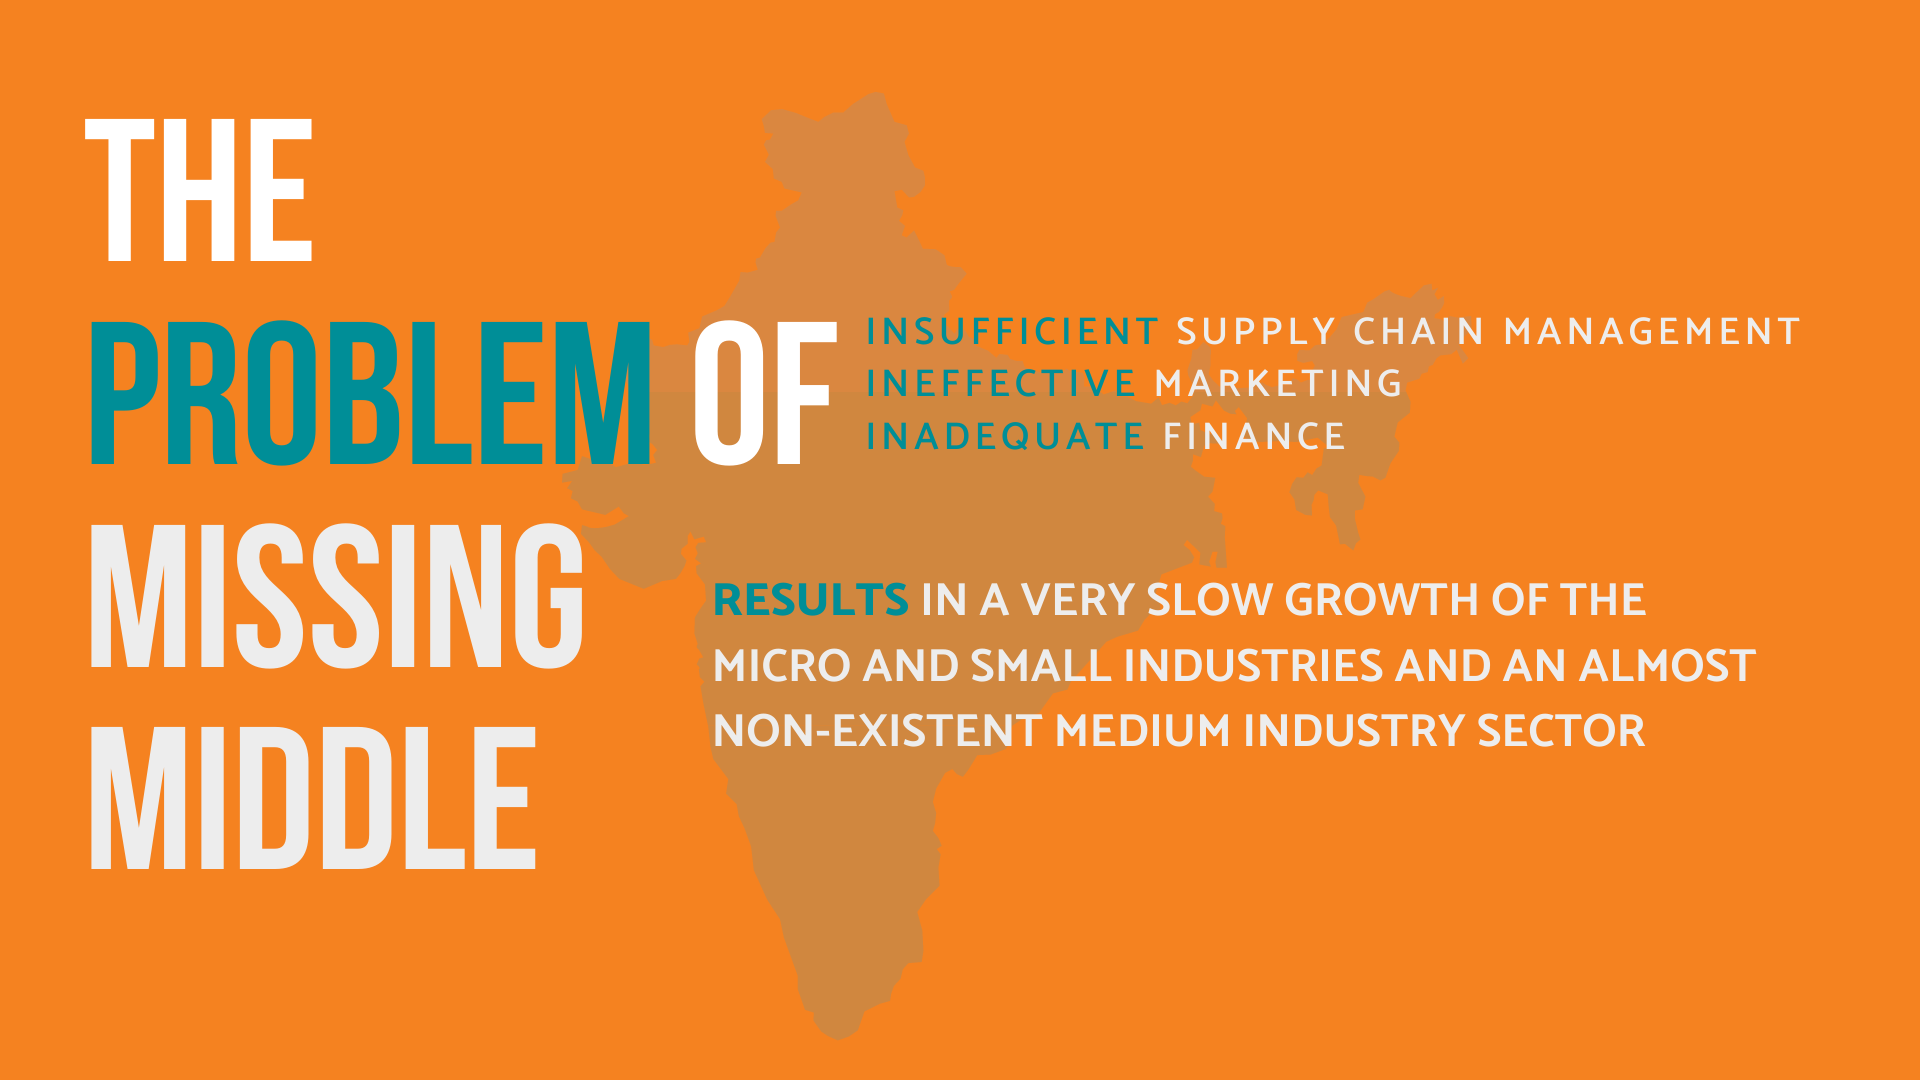 THE
PROBLEM OF
MISSING
MIDDLE
INSUFFICIENT SUPPLY CHAIN MANAGEMENT
INEFFECTIVE MARKETING
INADEQUATE FINANCE
RESULTS IN A VERY SLOW GROWTH OF THE
MICRO AND SMALL INDUSTRIES AND AN ALMOST
NON-EXISTENT MEDIUM INDUSTRY SECTOR